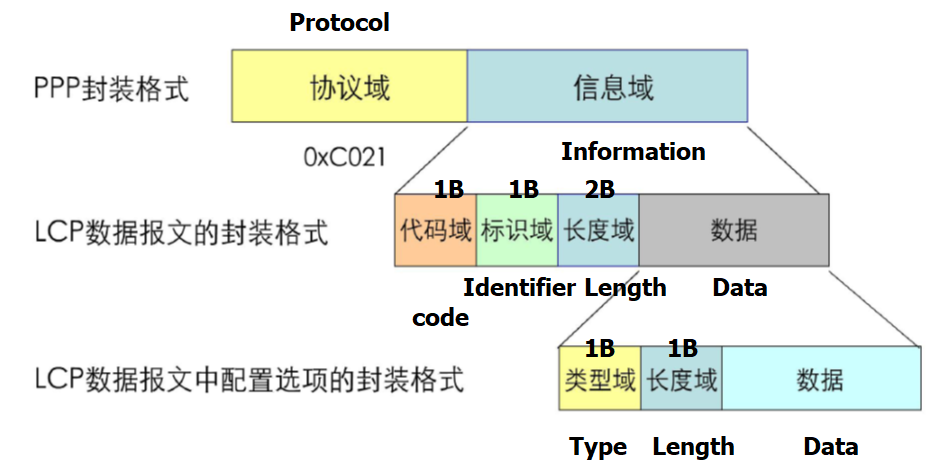 Protocol
PPP封装格式
协议域
信息域
0xC021
Information
1B
1B
2B
LCP数据报文的封装格式
代码域
标识域
长度域
数据
Identifier
Length
Data
code
1B
1B
LCP数据报文中配置选项的封装格式
类型域
长度域
数据
Type
Length
Data